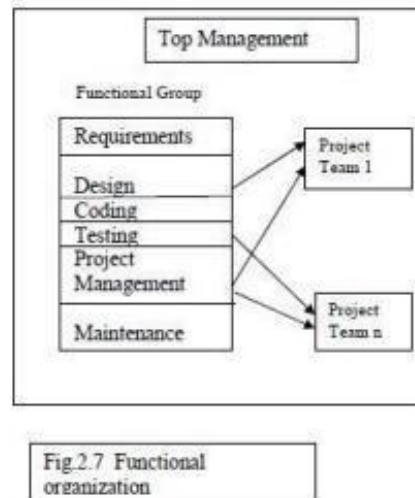 Top Management
Functional Group
Requirements
Design
Coding
Testing
Project
Management
Maintenance
Project
Team 1
Project
Team n
Fig.2.7 Functional
organization